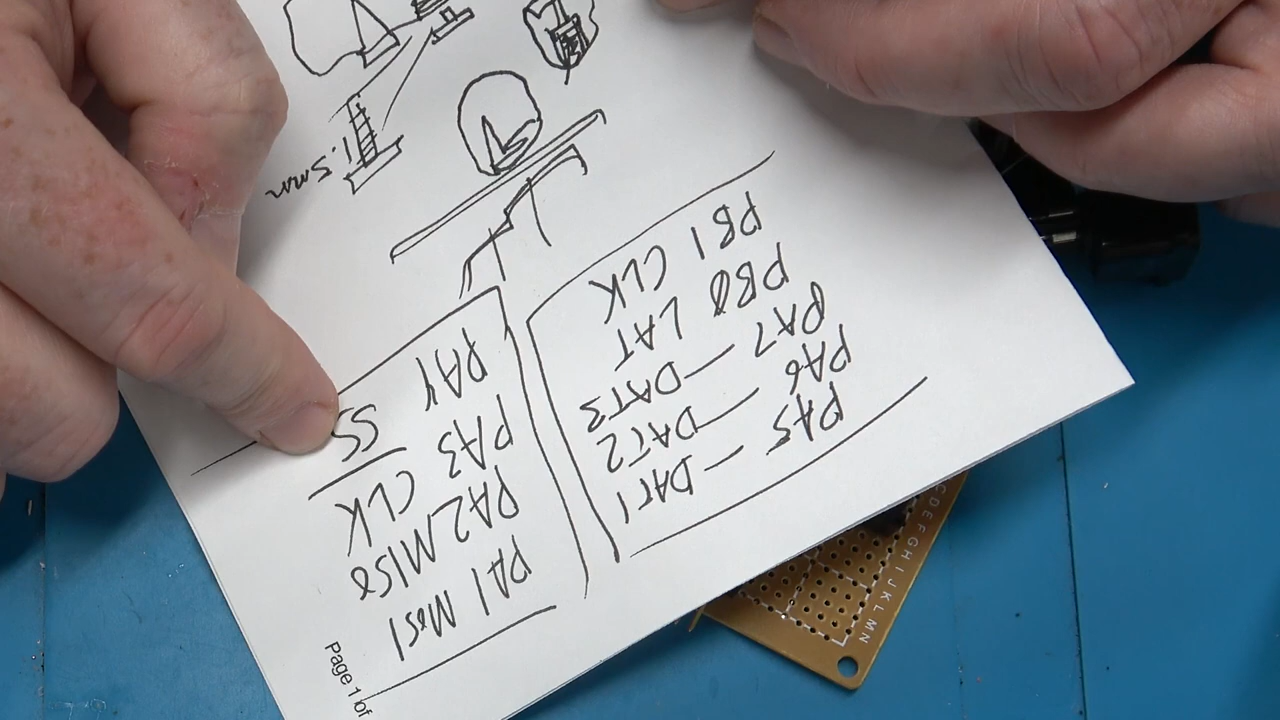 PA5 — DAT1
PA6 — DAT2
PA7 — DAT3
PB0 LAT
PB1 CLK
PA1 MOSI
PA2 MISO
PA3 CLK
PA4 SS
1.5mm
Page 1 of
C D E F G H I J K L M N